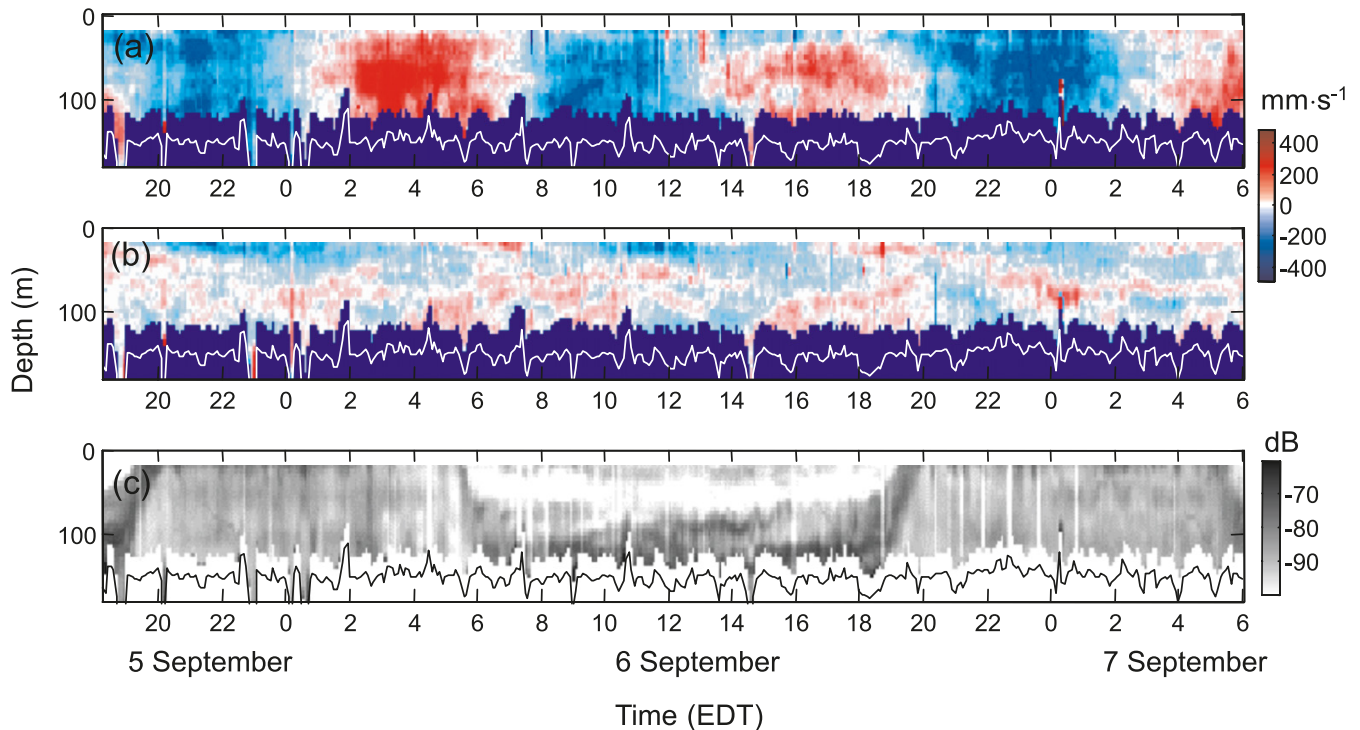 0
(a)
100
20 22 0 2 4 6 8 10 12 14 16 18 20 22 0 2 4 6
mm·s⁻¹
400
200
0
-200
-400
0
(b)
100
20 22 0 2 4 6 8 10 12 14 16 18 20 22 0 2 4 6
Depth (m)
0
(c)
100
20 22 0 2 4 6 8 10 12 14 16 18 20 22 0 2 4 6
dB
-70
-80
-90
5 September 6 September 7 September
Time (EDT)